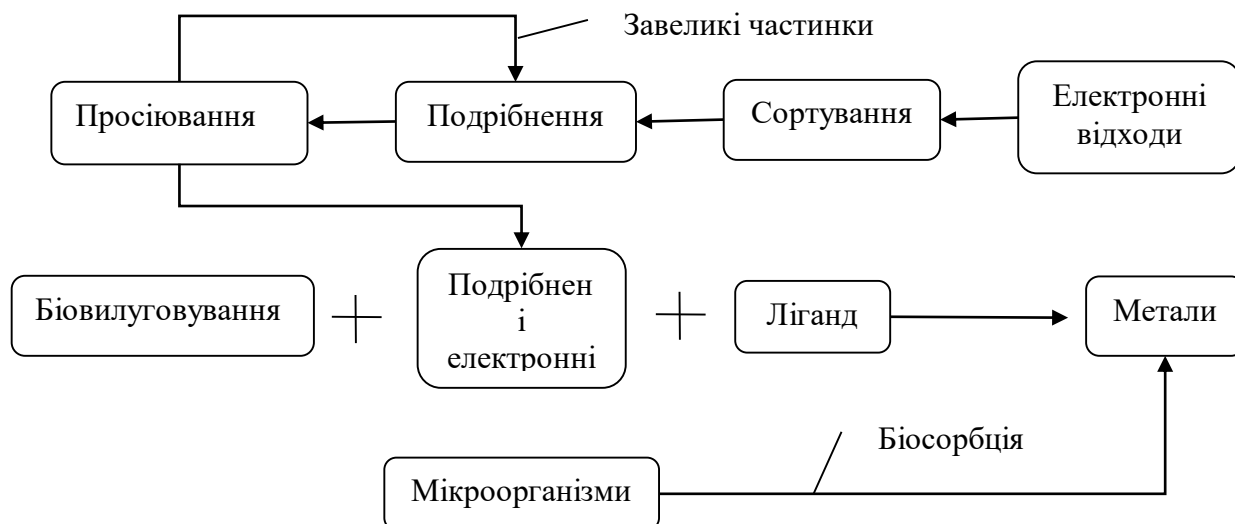 Завеликі частинки
Просіювання
Подрібнення
Сортування
Електронні
відходи
Біовилуговування
Подрібнен
і
електронні
Ліганд
Метали
Біосорбція
Мікроорганізми